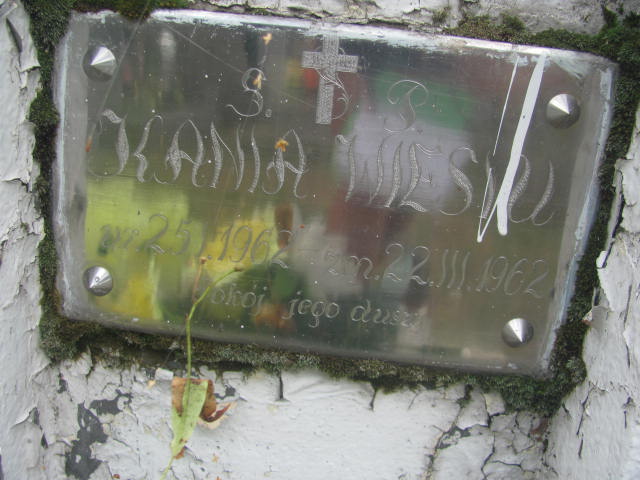 Ś. P.
KANIA WIESŁAW
ur. 25.I.1962 - zm. 22.III.1962
Pokój jego duszy